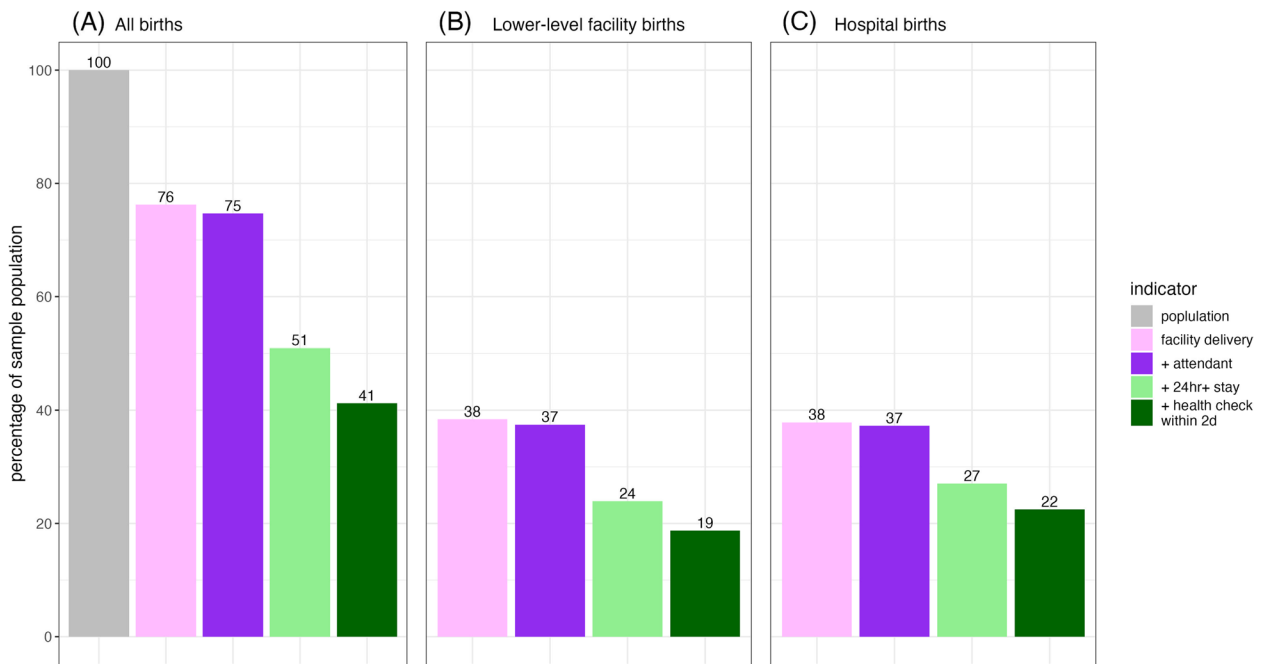 (A) All births
(B) Lower-level facility births
(C) Hospital births
percentage of sample population
100
80
60
40
20
0
100
76
75
51
41
38
37
24
19
38
37
27
22
indicator
poplulation
facility delivery
+ attendant
+ 24hr+ stay
+ health check
within 2d